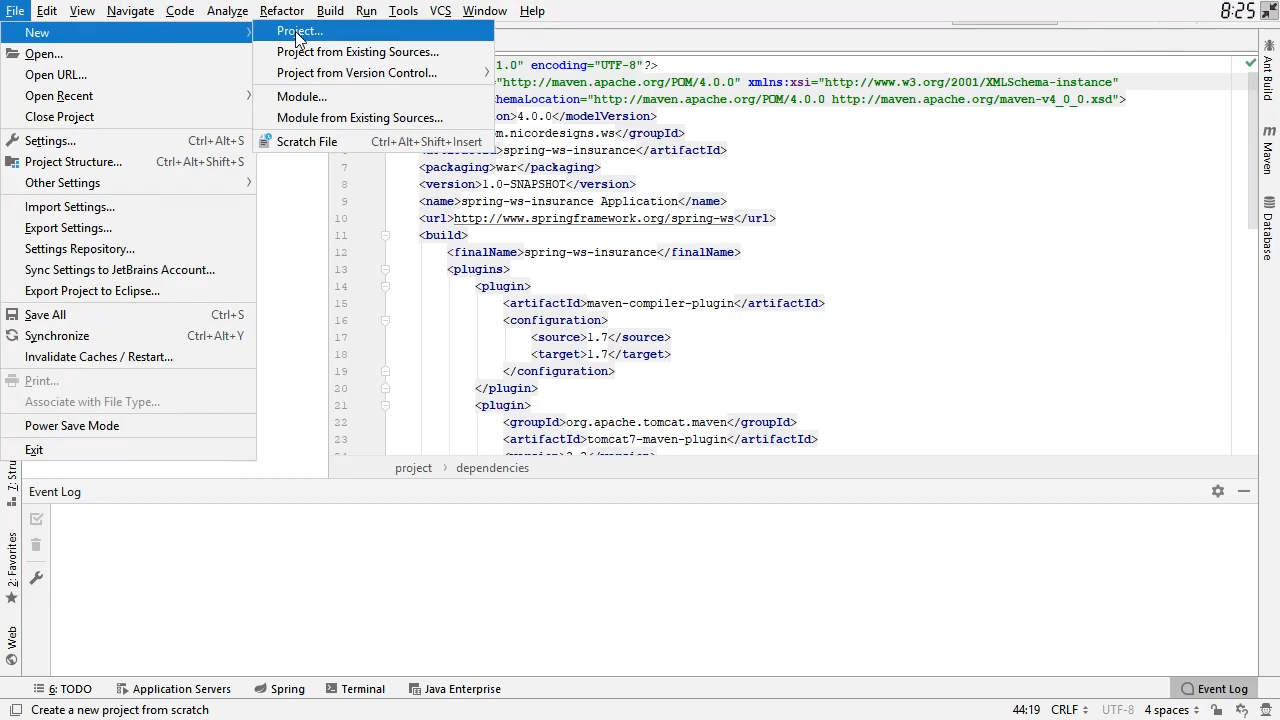 File Edit View Navigate Code Analyze Refactor Build Run Tools VCS Window Help 8:25
New
Open...
Open URL...
Open Recent
Close Project
Settings... Ctrl+Alt+S
Project Structure... Ctrl+Alt+Shift+S
Other Settings
Import Settings...
Export Settings...
Settings Repository...
Sync Settings to JetBrains Account...
Export Project to Eclipse...
Save All Ctrl+S
Synchronize Ctrl+Alt+Y
Invalidate Caches / Restart...
Print...
Associate with File Type...
Power Save Mode
Exit
Project...
Project from Existing Sources...
Project from Version Control...
Module...
Module from Existing Sources...
Scratch File Ctrl+Alt+Shift+Insert
1.0" encoding="UTF-8"?>
="http://maven.apache.org/POM/4.0.0" xmlns:xsi="http://www.w3.org/2001/XMLSchema-instance"
hemaLocation="http://maven.apache.org/POM/4.0.0 http://maven.apache.org/maven-v4_0_0.xsd">
on>4.0.0</modelVersion>
m.nicordesigns.ws</groupId>
spring-ws-insurance</artifactId>
7 <packaging>war</packaging>
8 <version>1.0-SNAPSHOT</version>
9 <name>spring-ws-insurance Application</name>
10 <url>http://www.springframework.org/spring-ws</url>
11 <build>
12 <finalName>spring-ws-insurance</finalName>
13 <plugins>
14 <plugin>
15 <artifactId>maven-compiler-plugin</artifactId>
16 <configuration>
17 <source>1.7</source>
18 <target>1.7</target>
19 </configuration>
20 </plugin>
21 <plugin>
22 <groupId>org.apache.tomcat.maven</groupId>
23 <artifactId>tomcat7-maven-plugin</artifactId>
project › dependencies
Ant Build
Maven
Database
Event Log
7: Stru
2: Favorites
Web
6: TODO Application Servers Spring Terminal Java Enterprise Event Log
Create a new project from scratch 44:19 CRLF UTF-8 4 spaces